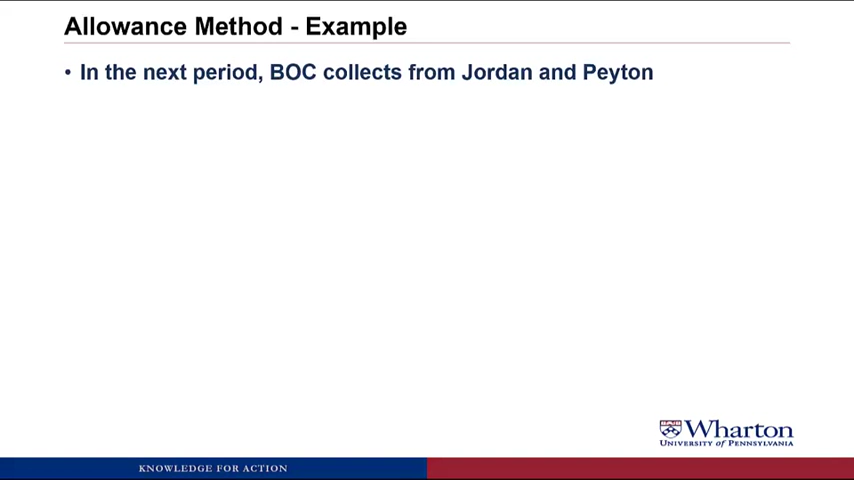 Allowance Method - Example
• In the next period, BOC collects from Jordan and Peyton
Wharton
UNIVERSITY of PENNSYLVANIA
KNOWLEDGE FOR ACTION